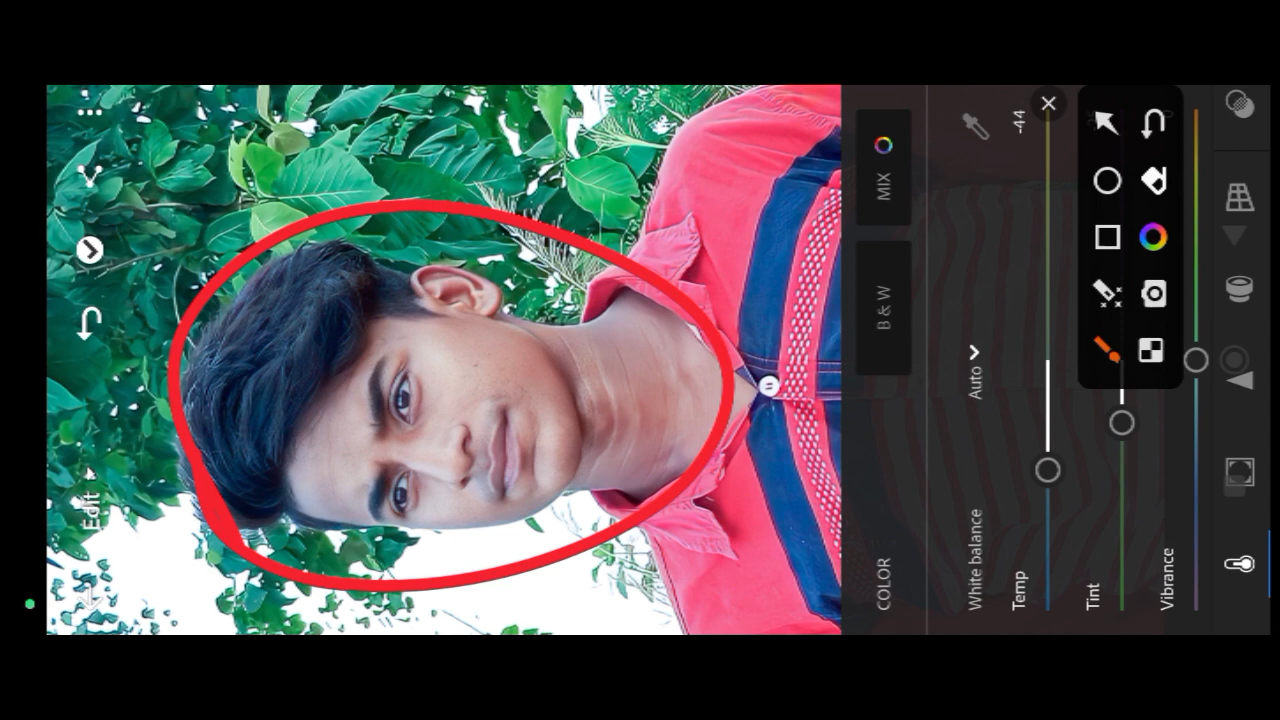 Edit
COLOR
B & W
MIX
White balance
Auto
Temp
-44
Tint
Vibrance